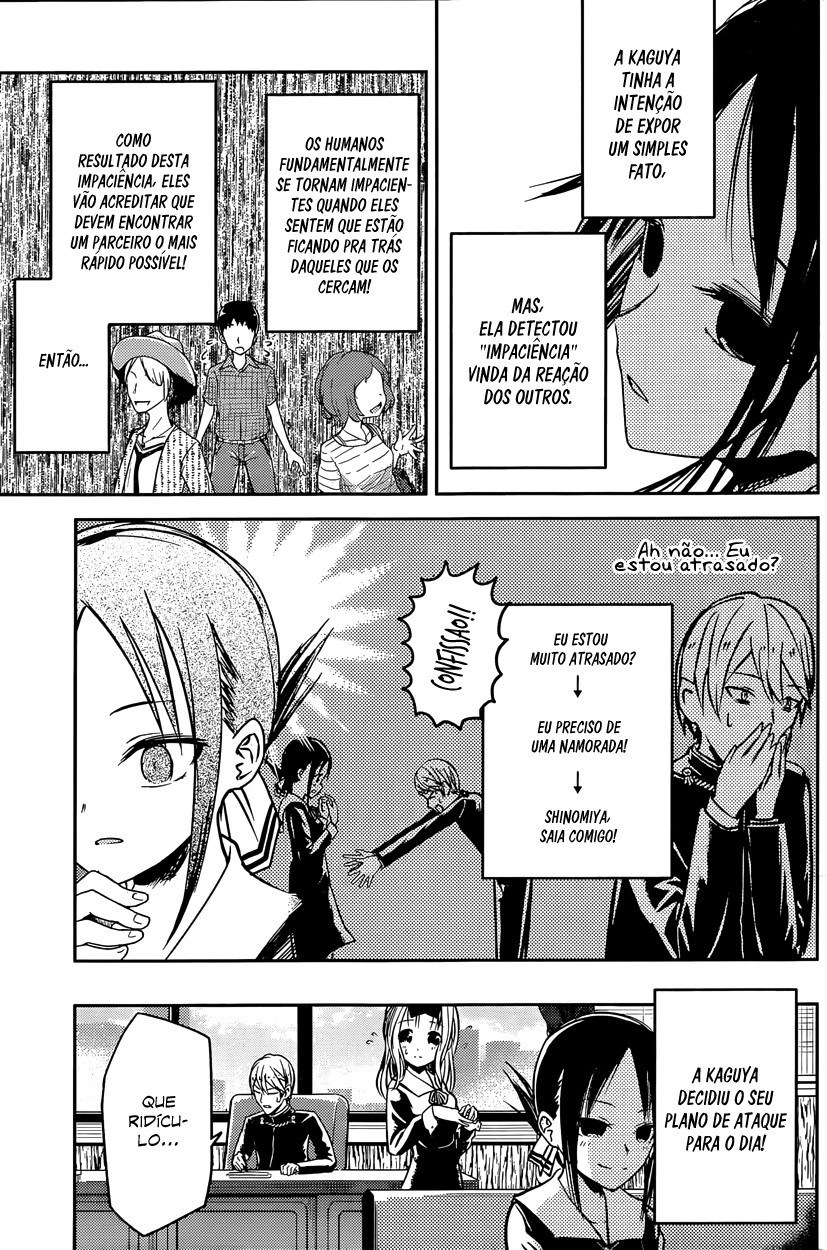 A KAGUYA
TINHA A
INTENÇÃO
DE EXPOR
UM SIMPLES
FATO,
MAS,
ELA DETECTOU
"IMPACIÊNCIA"
VINDA DA REAÇÃO
DOS OUTROS.
OS HUMANOS
FUNDAMENTALMENTE
SE TORNAM IMPACIEN-
TES QUANDO ELES
SENTEM QUE ESTÃO
FICANDO PRA TRÁS
DAQUELES QUE OS
CERCAM!
COMO
RESULTADO DESTA
IMPACIÊNCIA, ELES
VÃO ACREDITAR QUE
DEVEM ENCONTRAR
UM PARCEIRO O MAIS
RÁPIDO POSSÍVEL!
ENTÃO...
Ah não... Eu
estou atrasado?
EU ESTOU
MUITO ATRASADO?
↓
EU PRECISO DE
UMA NAMORADA!
↓
SHINOMIYA,
SAIA COMIGO!
CONFISSÃO!!
A KAGUYA
DECIDIU O SEU
PLANO DE ATAQUE
PARA O DIA!
QUE
RIDÍCU-
LO...